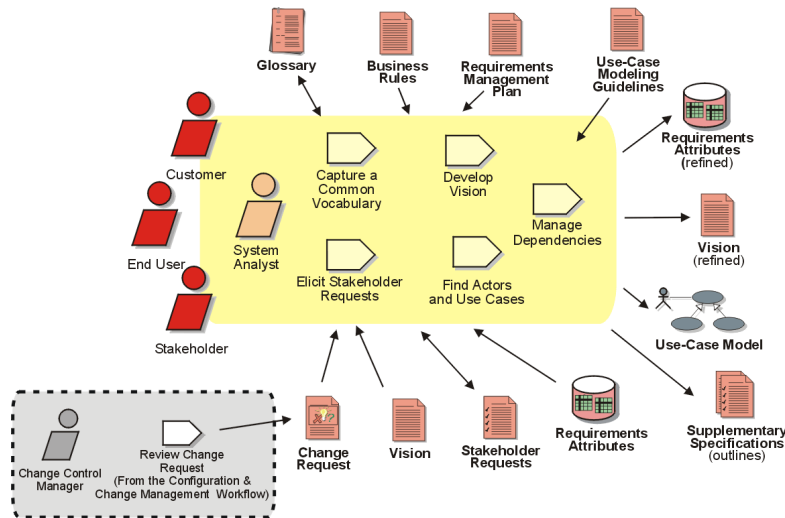 Glossary
Business
Rules
Requirements
Management
Plan
Use-Case
Modeling
Guidelines
Requirements
Attributes
(refined)
Customer
Capture a
Common
Vocabulary
Develop
Vision
Manage
Dependencies
Vision
(refined)
End User
System
Analyst
Elicit Stakeholder
Requests
Find Actors
and Use Cases
Stakeholder
Use-Case Model
Change Control
Manager
Review Change
Request
(From the Configuration &
Change Management Workflow)
Change
Request
Vision
Stakeholder
Requests
Requirements
Attributes
Supplementary
Specifications
(outlines)